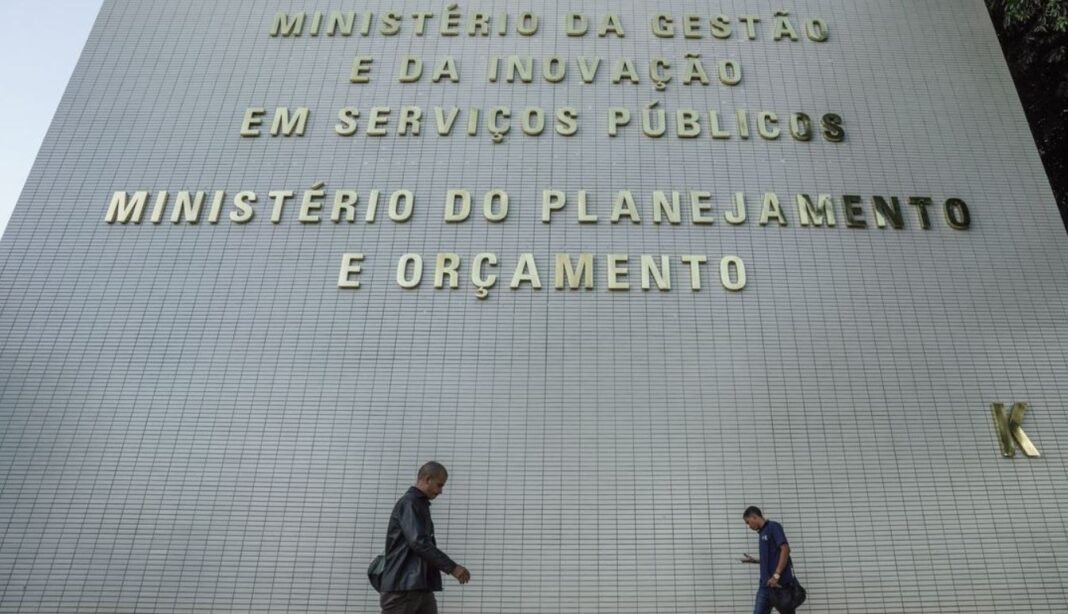 MINISTÉRIO DA GESTÃO
E DA INOVAÇÃO
EM SERVIÇOS PÚBLICOS
MINISTÉRIO DO PLANEJAMENTO
E ORÇAMENTO
K